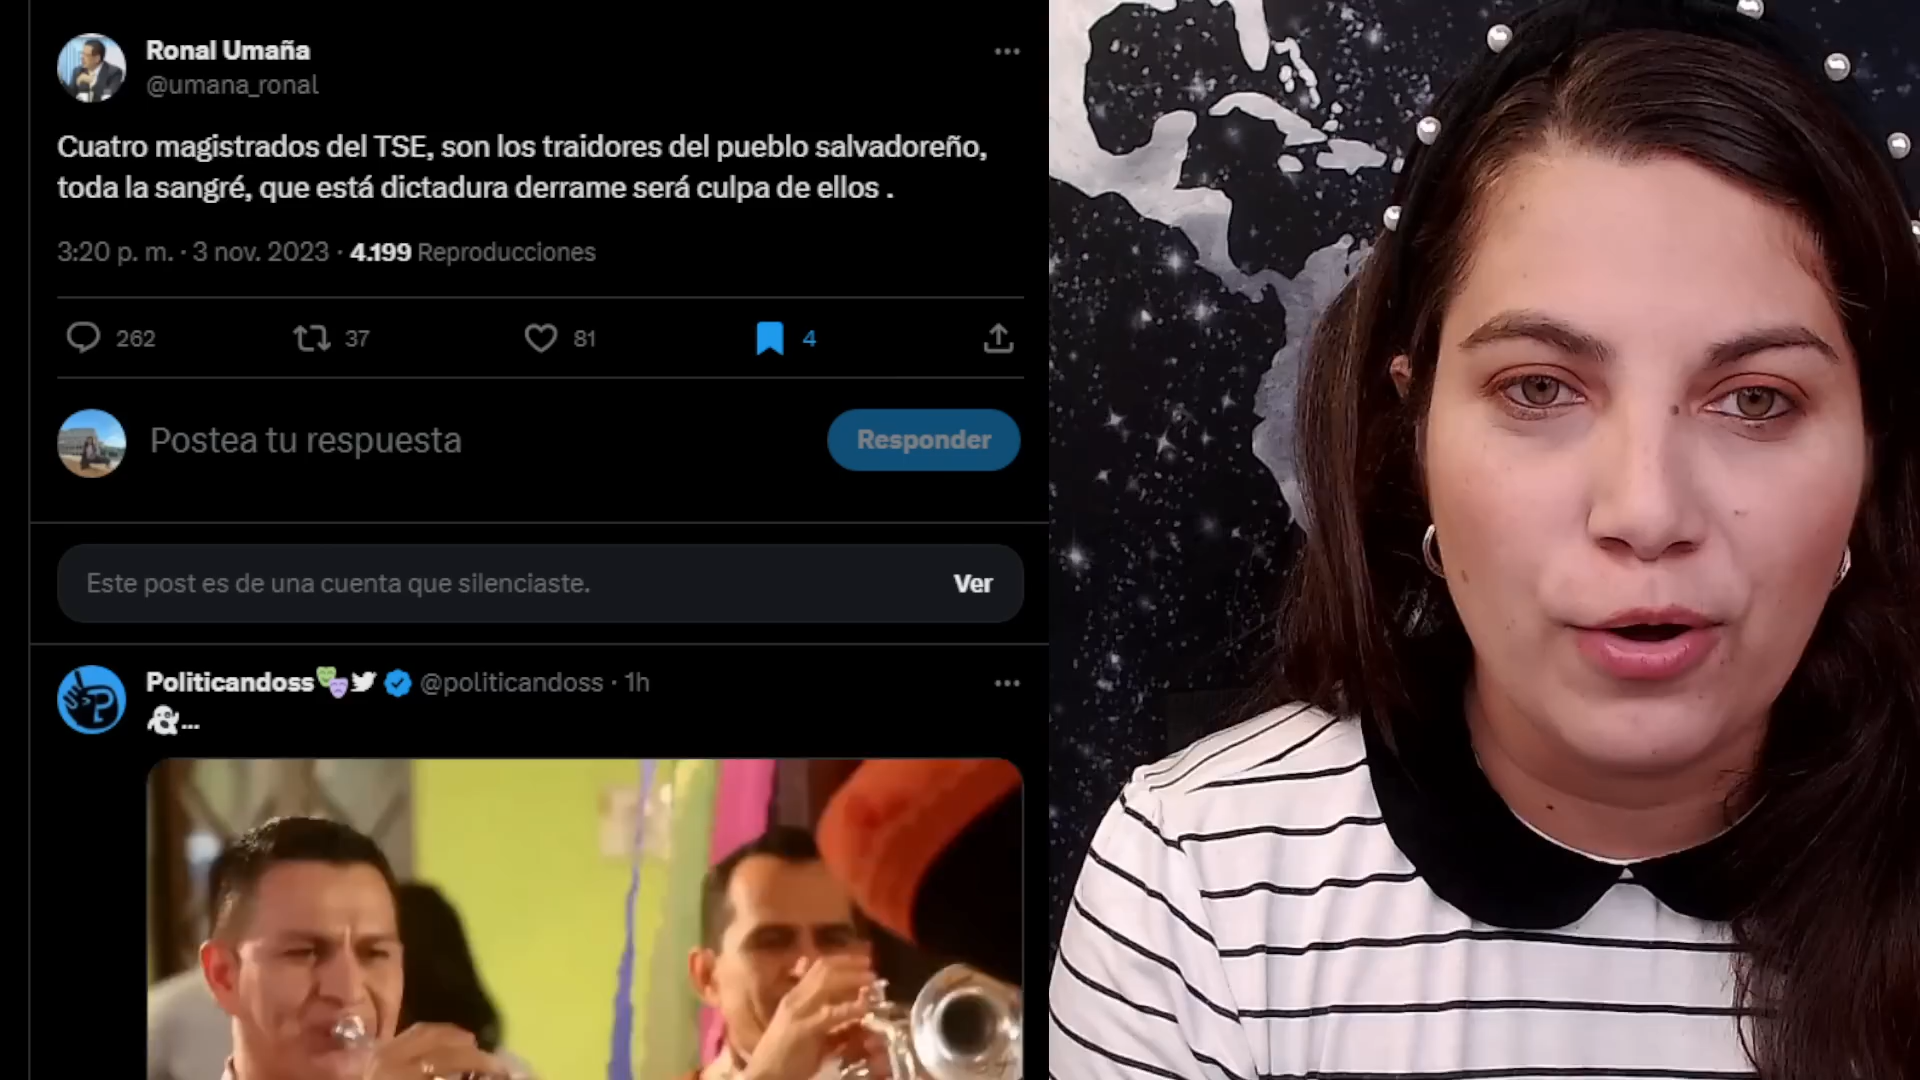 Ronal Umaña
@umana_ronal
Cuatro magistrados del TSE, son los traidores del pueblo salvadoreño,
toda la sangré, que está dictadura derrame será culpa de ellos .
3:20 p. m. · 3 nov. 2023 · 4.199 Reproducciones
262 37 81 4
Postea tu respuesta Responder
Este post es de una cuenta que silenciaste. Ver
Politicandoss @politicandoss · 1h
...